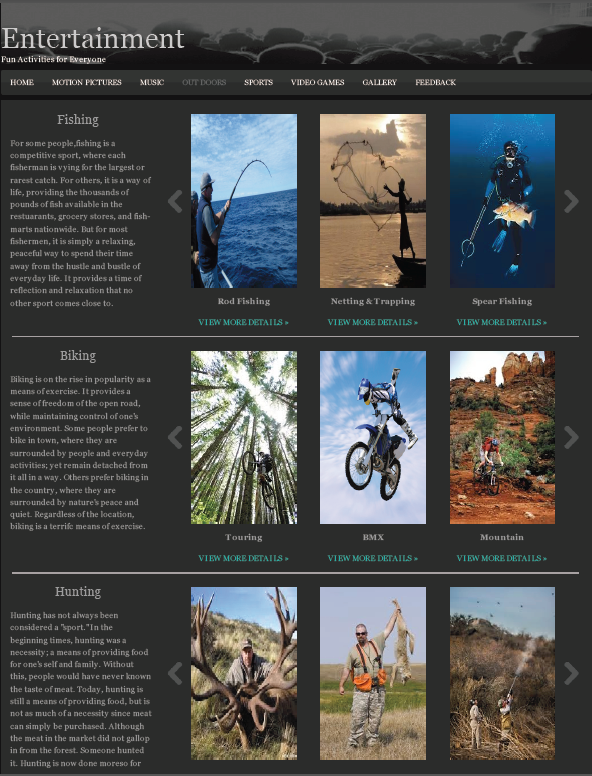 Entertainment
Fun Activities for Everyone
HOME MOTION PICTURES MUSIC OUT DOORS SPORTS VIDEO GAMES GALLERY FEEDBACK
Fishing
For some people,fishing is a
competitive sport, where each
fisherman is vying for the largest or
rarest catch. For others, it is a way of
life, providing the thousands of
pounds of fish available in the
restuarants, grocery stores, and fish-
marts nationwide. But for most
fishermen, it is simply a relaxing,
peaceful way to spend their time
away from the hustle and bustle of
everyday life. It provides a time of
reflection and relaxation that no
other sport comes close to.
Rod Fishing
Netting & Trapping
Spear Fishing
VIEW MORE DETAILS »
VIEW MORE DETAILS »
VIEW MORE DETAILS »
Biking
Biking is on the rise in popularity as a
means of exercise. It provides a
sense of freedom of the open road,
while maintaining control of one's
environment. Some people prefer to
bike in town, where they are
surrounded by people and everyday
activities; yet remain detached from
it all in a way. Others prefer biking in
the country, where they are
surrounded by nature's peace and
quiet. Regardless of the location,
biking is a terrifc means of exercise.
Touring
BMX
Mountain
VIEW MORE DETAILS »
VIEW MORE DETAILS »
VIEW MORE DETAILS »
Hunting
Hunting has not always been
considered a "sport." In the
beginning times, hunting was a
necessity; a means of providing food
for one's self and family. Without
this, people would have never known
the taste of meat. Today, hunting is
still a means of providing food, but is
not as much of a necessity since meat
can simply be purchased. Although
the meat in the market did not gallop
in from the forest. Someone hunted
it. Hunting is now done moreso for